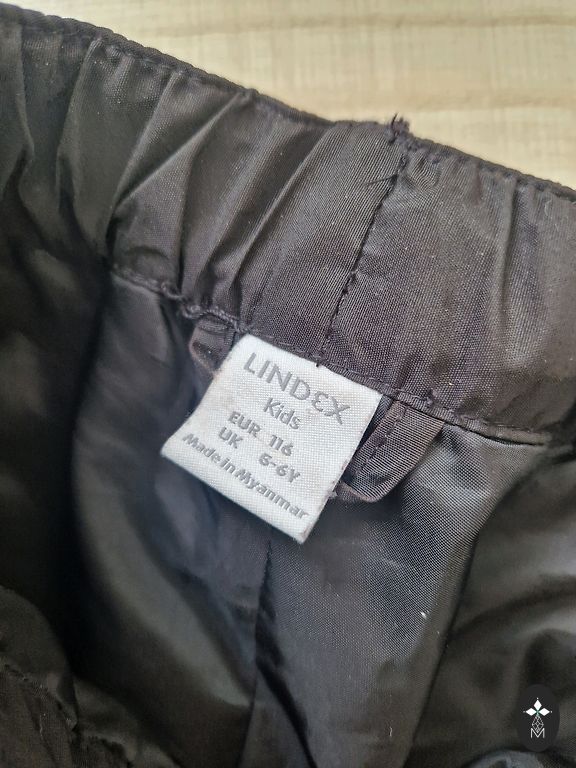 LINDEX
Kids
EUR 116
UK 5-6Y
Made in Myanmar
M